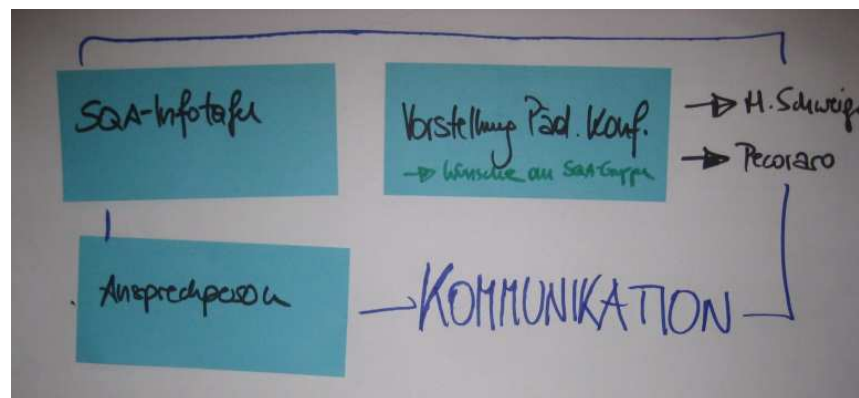 SQA-Infotafel
Vorstellung Päd. Konf.
→ Wünsche an SQA-Gruppe
→ M. Schweig
→ Pecoraro
Ansprechperson
KOMMUNIKATION